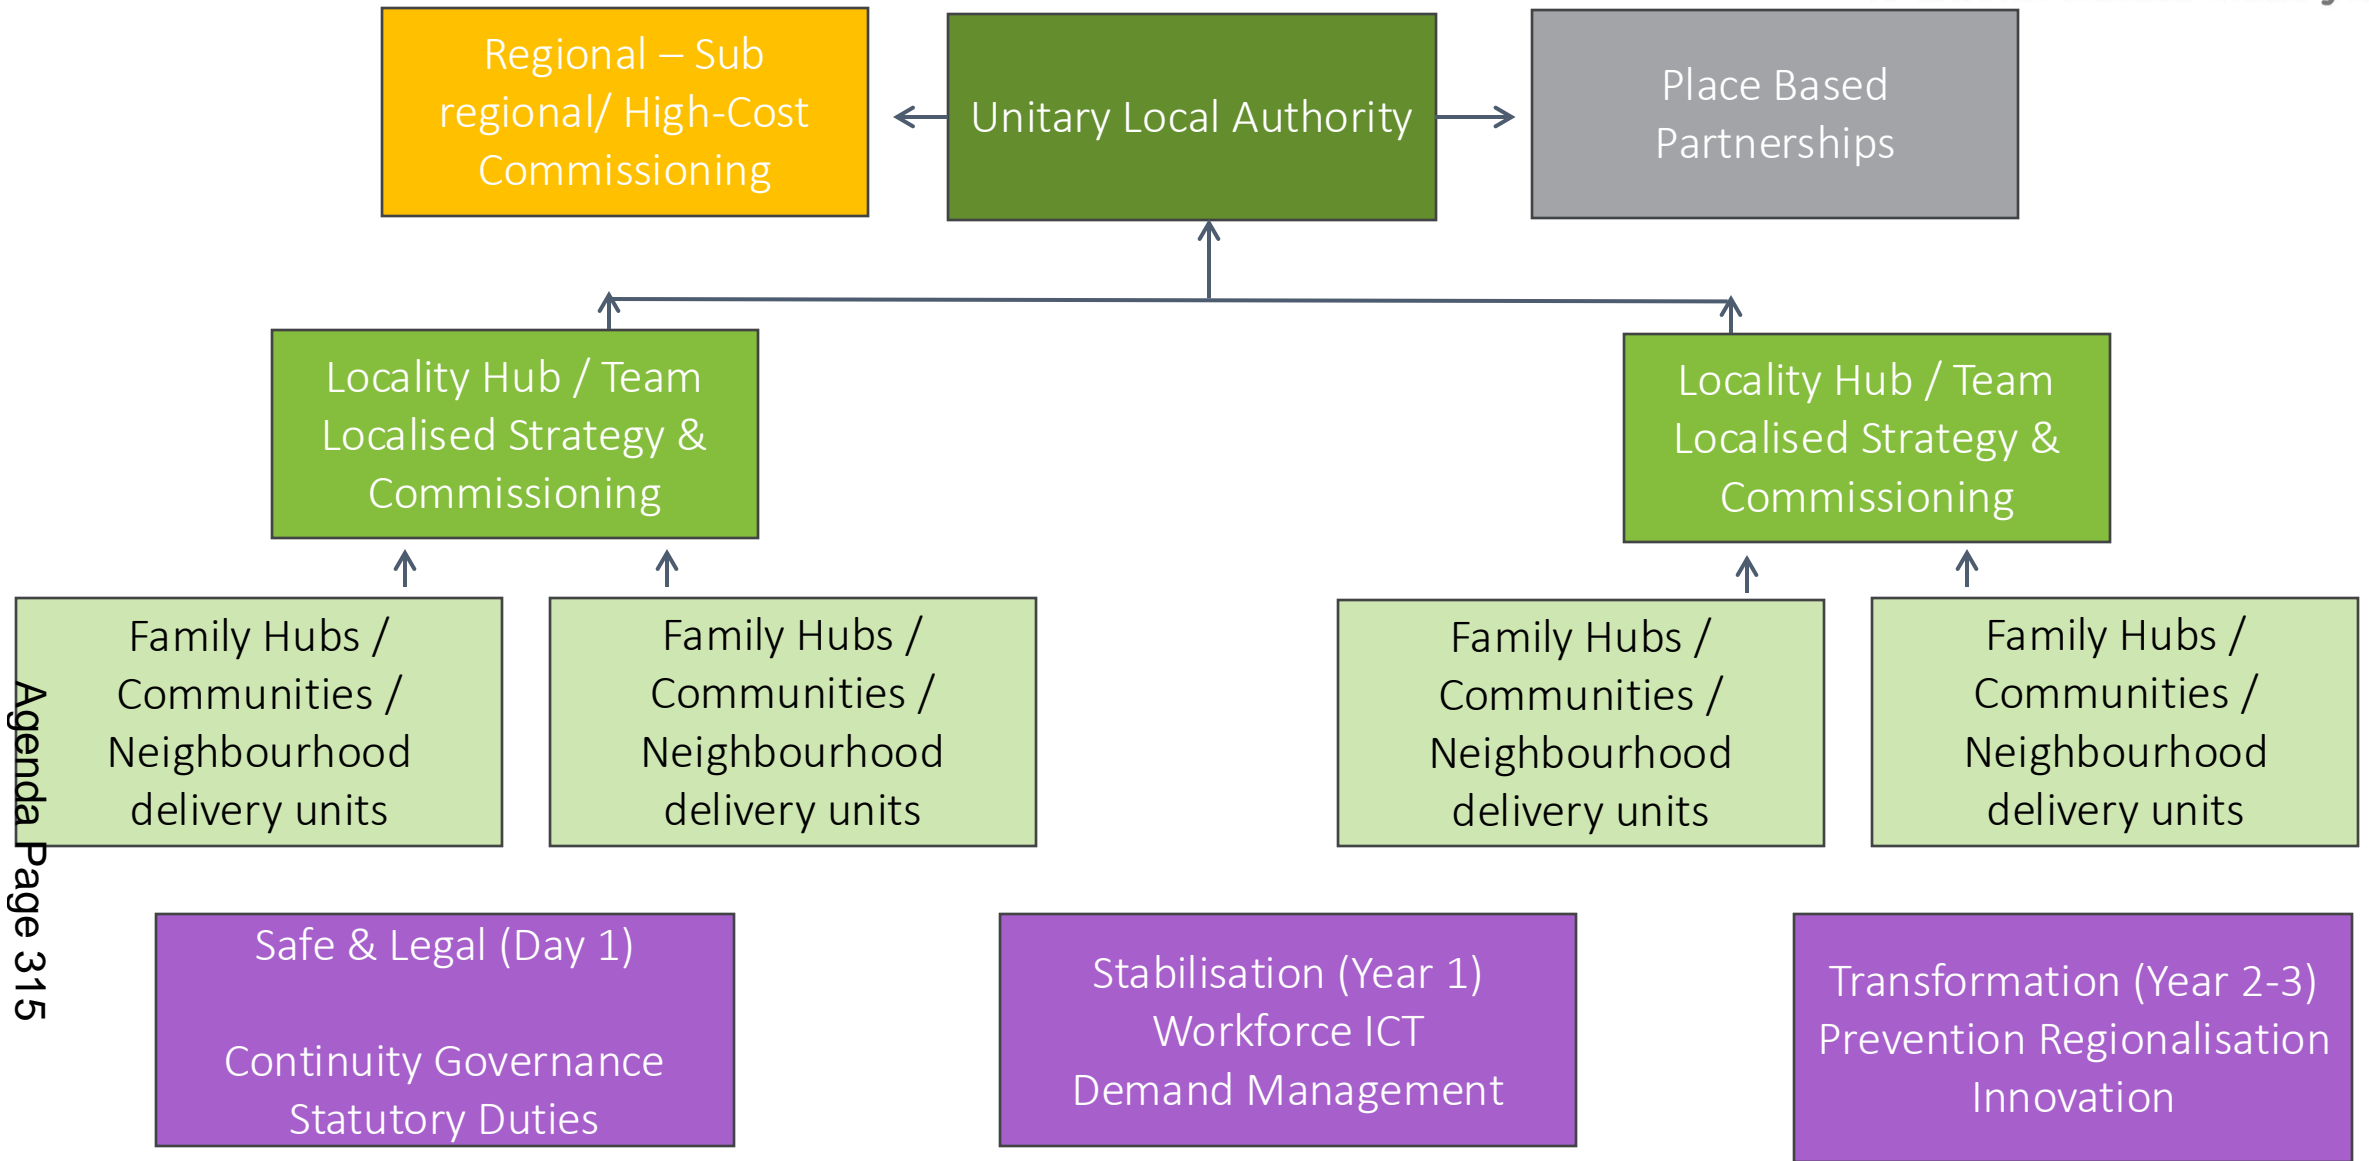 Regional – Sub
regional/ High-Cost
Commissioning
Unitary Local Authority
Place Based
Partnerships
Locality Hub / Team
Localised Strategy &
Commissioning
Locality Hub / Team
Localised Strategy &
Commissioning
Family Hubs /
Communities /
Neighbourhood
delivery units
Family Hubs /
Communities /
Neighbourhood
delivery units
Family Hubs /
Communities /
Neighbourhood
delivery units
Family Hubs /
Communities /
Neighbourhood
delivery units
Agenda Page 315
Safe & Legal (Day 1)
Continuity Governance
Statutory Duties
Stabilisation (Year 1)
Workforce ICT
Demand Management
Transformation (Year 2-3)
Prevention Regionalisation
Innovation